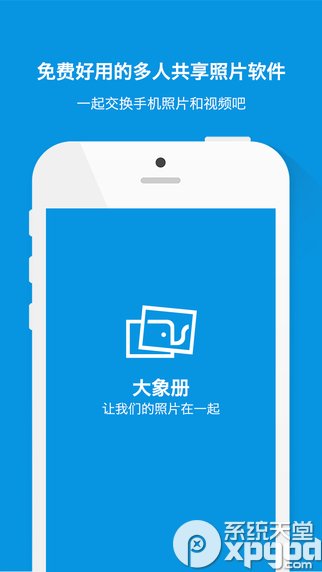 免费好用的多人共享照片软件
一起交换手机照片和视频吧
大象册
让我们的照片在一起
系统天堂
xpgod